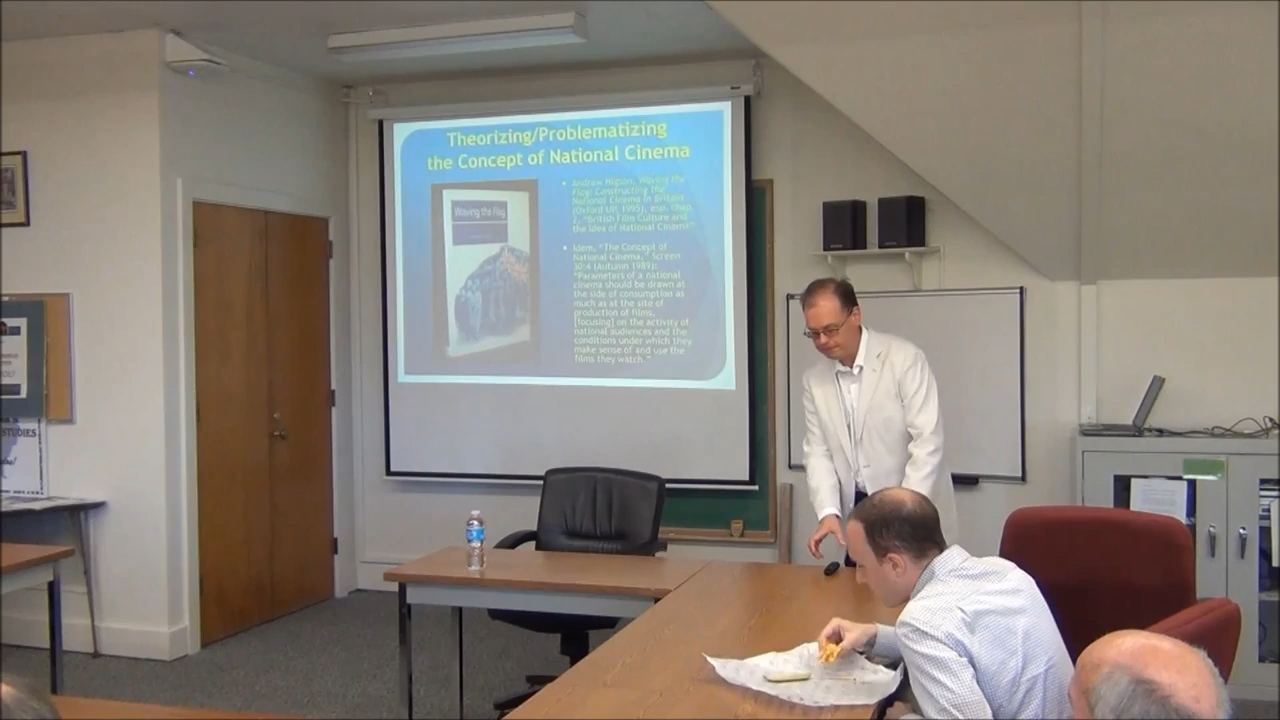 Theorizing/Problematizing
the Concept of National Cinema
Waving the Flag
• Andrew Higson, Waving the
Flag: Constructing the
National Cinema in Britain
(Oxford UP, 1995), esp. chap.
2, "British Film Culture and
the Idea of National Cinema"
• Idem, "The Concept of
National Cinema," Screen
30:4 (Autumn 1989):
"Parameters of a national
cinema should be drawn at
the side of consumption as
much as at the site of
production of films,
[focusing] on the activity of
national audiences and the
conditions under which they
make sense of and use the
films they watch."
STUDIES